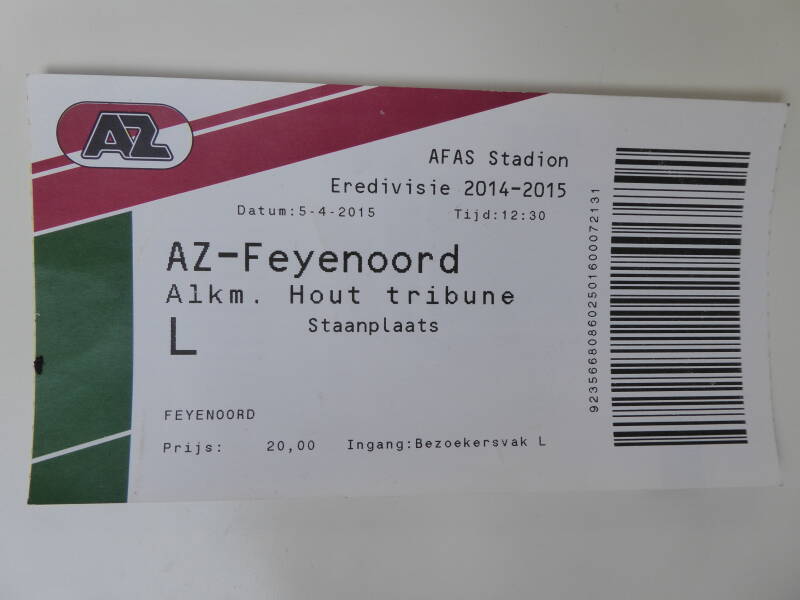 AZ
AFAS Stadion
Eredivisie 2014-2015
Datum:5-4-2015 Tijd:12:30
AZ-Feyenoord
Alkm. Hout tribune
L Staanplaats
FEYENOORD
Prijs: 20,00 Ingang:Bezoekersvak L
923566808602501600072131